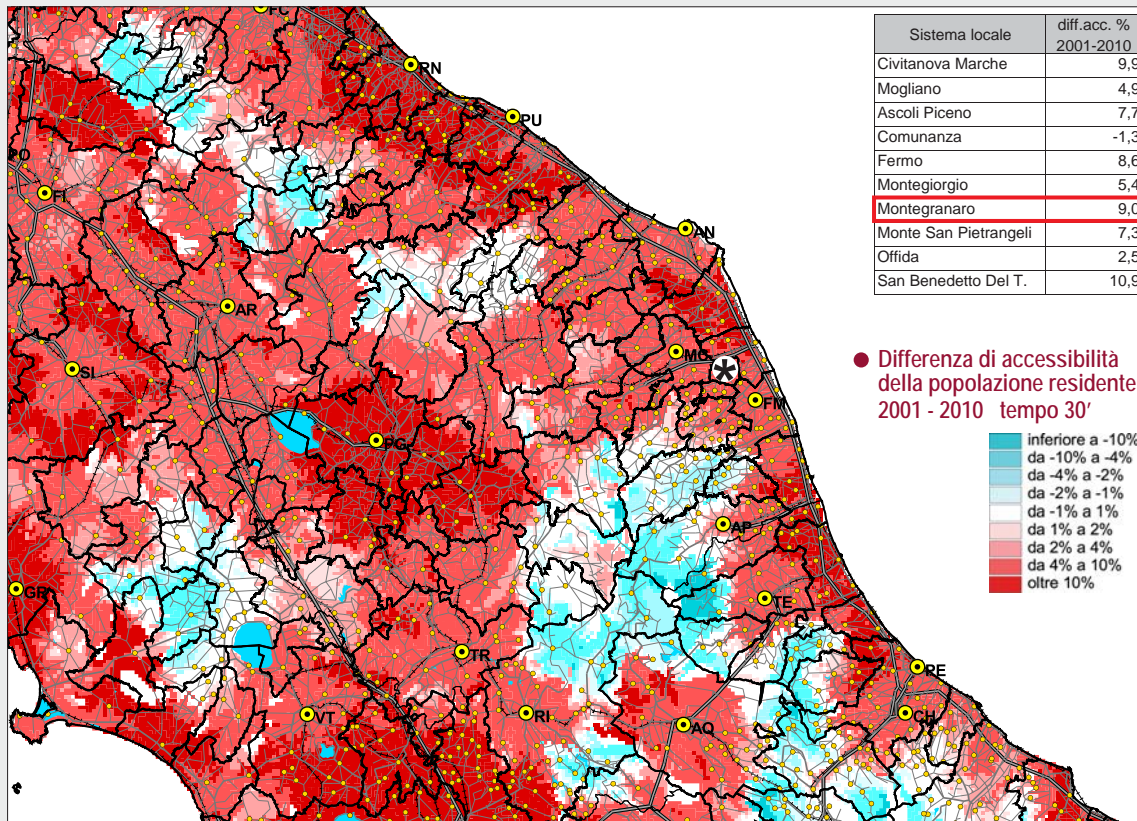 FC
RN
PU
FI
AN
AR
MC
SI
FM
PG
AP
GR
TE
TR
PE
VT
RI
AQ
CH
Sistema locale diff.acc. % 2001-2010
Civitanova Marche 9,9
Mogliano 4,9
Ascoli Piceno 7,7
Comunanza -1,3
Fermo 8,6
Montegiorgio 5,4
Montegranaro 9,0
Monte San Pietrangeli 7,3
Offida 2,5
San Benedetto Del T. 10,9
● Differenza di accessibilità
della popolazione residente
2001 - 2010 tempo 30'
inferiore a -10%
da -10% a -4%
da -4% a -2%
da -2% a -1%
da -1% a 1%
da 1% a 2%
da 2% a 4%
da 4% a 10%
oltre 10%